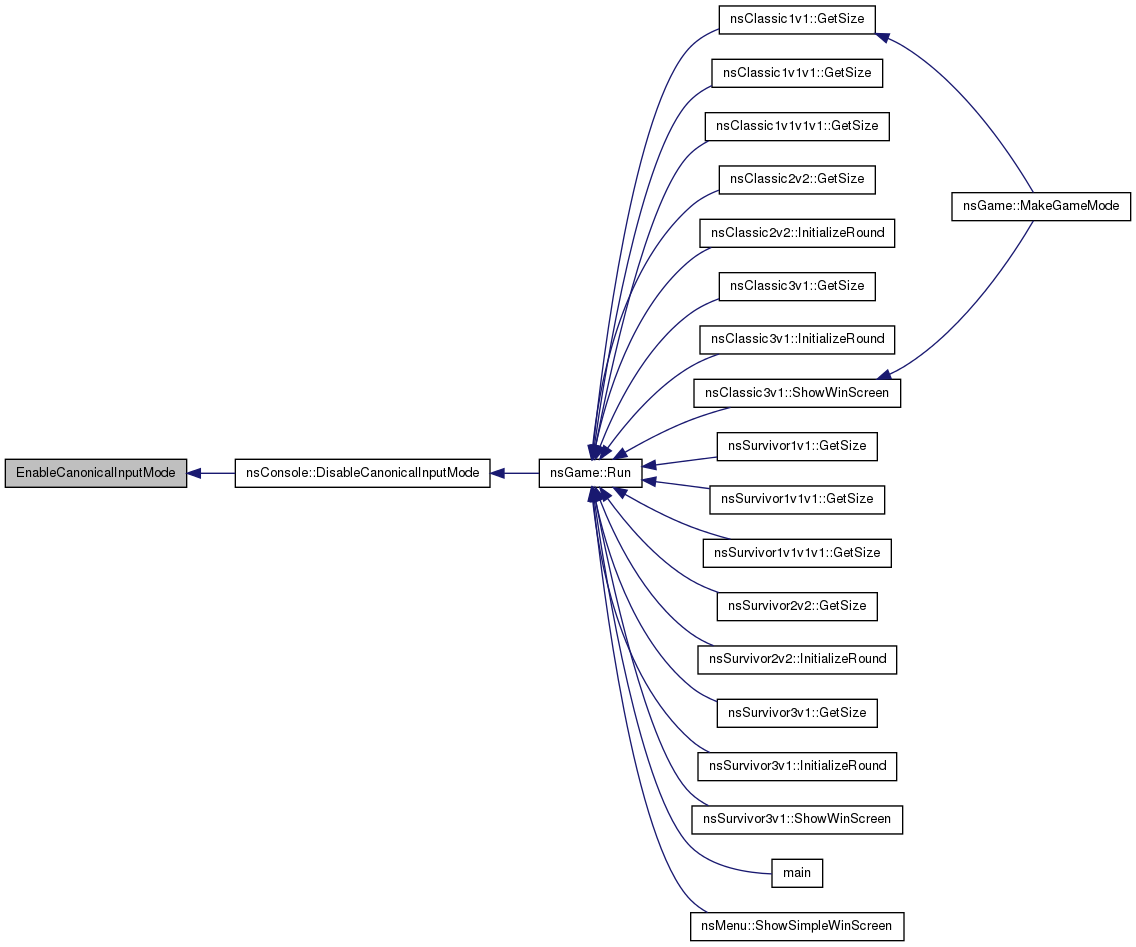 nsClassic1v1::GetSize
nsClassic1v1v1::GetSize
nsClassic1v1v1v1::GetSize
nsClassic2v2::GetSize
nsGame::MakeGameMode
nsClassic2v2::InitializeRound
nsClassic3v1::GetSize
nsClassic3v1::InitializeRound
nsClassic3v1::ShowWinScreen
nsSurvivor1v1::GetSize
EnableCanonicalInputMode
nsConsole::DisableCanonicalInputMode
nsGame::Run
nsSurvivor1v1v1::GetSize
nsSurvivor1v1v1v1::GetSize
nsSurvivor2v2::GetSize
nsSurvivor2v2::InitializeRound
nsSurvivor3v1::GetSize
nsSurvivor3v1::InitializeRound
nsSurvivor3v1::ShowWinScreen
main
nsMenu::ShowSimpleWinScreen